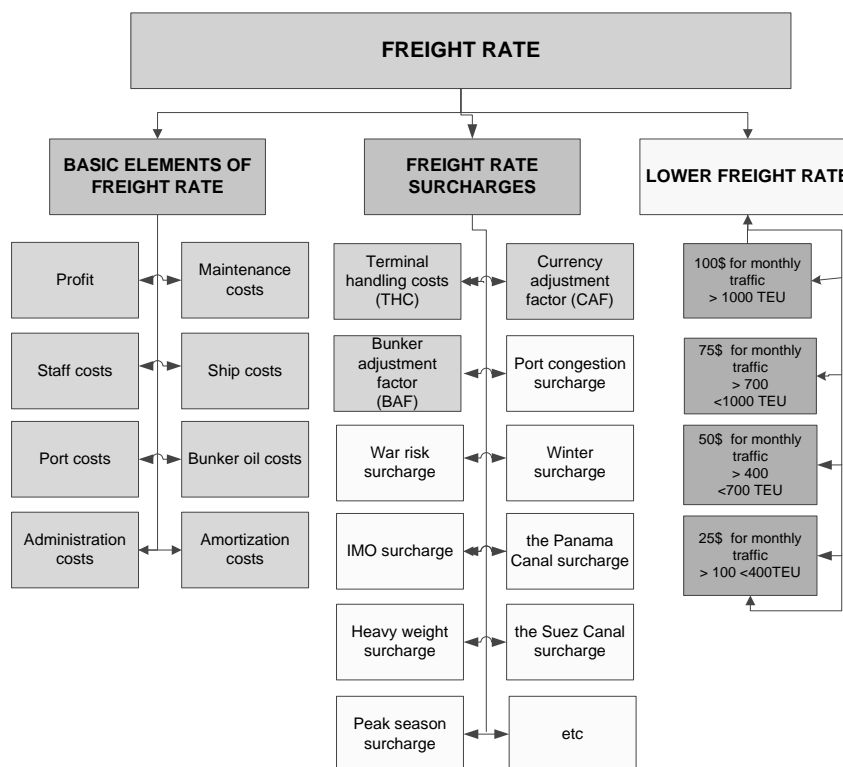 FREIGHT RATE
BASIC ELEMENTS OF
FREIGHT RATE
Profit
Maintenance
costs
Staff costs
Ship costs
Port costs
Bunker oil costs
Administration
costs
Amortization
costs
FREIGHT RATE
SURCHARGES
Terminal
handling costs
(THC)
Currency
adjustment
factor (CAF)
Bunker
adjustment
factor
(BAF)
Port congestion
surcharge
War risk
surcharge
Winter
surcharge
IMO surcharge
the Panama
Canal surcharge
Heavy weight
surcharge
the Suez Canal
surcharge
Peak season
surcharge
etc
LOWER FREIGHT RATE
100$ for monthly
traffic
> 1000 TEU
75$ for monthly
traffic
> 700
<1000 TEU
50$ for monthly
traffic
> 400
<700 TEU
25$ for monthly
traffic
> 100 <400TEU